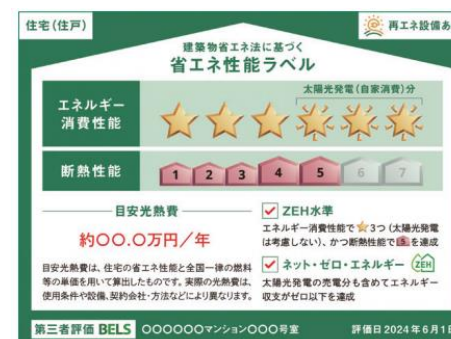 住宅（住戸）
再エネ設備あ
建築物省エネ法に基づく
省エネ性能ラベル
エネルギー
消費性能
太陽光発電（自家消費）分
断熱性能
1 2 3 4 5 6 7
目安光熱費
約〇〇.0万円／年
目安光熱費は、住宅の省エネ性能と全国一律の燃料
等の単価を用いて算出したものです。実際の光熱費は、
使用条件や設備、契約会社・方法などにより異なります。
ZEH水準
エネルギー消費性能で★3つ（太陽光発電
は考慮しない）、かつ断熱性能で5を達成
ネット・ゼロ・エネルギー ZEH
太陽光発電の売電分も含めてエネルギー
収支がゼロ以下を達成
第三者評価 BELS 〇〇〇〇〇〇マンション〇〇〇号室 評価日2024年6月1日